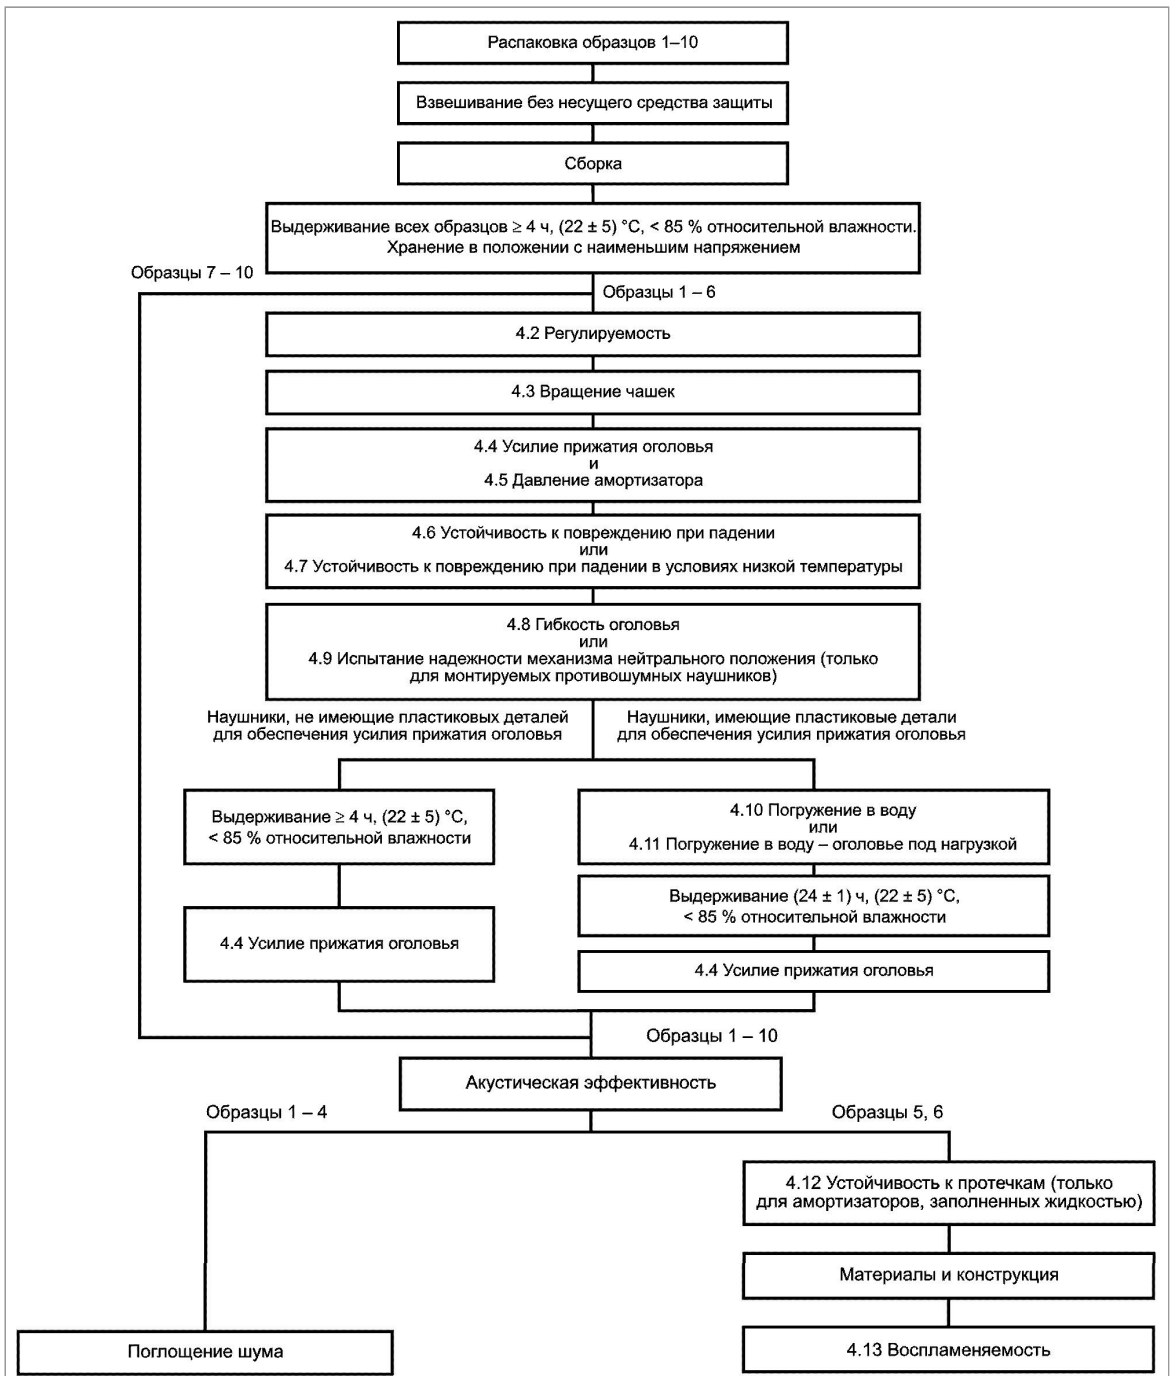 Распаковка образцов 1–10
Взвешивание без несущего средства защиты
Сборка
Выдерживание всех образцов ≥ 4 ч, (22 ± 5) °С, < 85 % относительной влажности.
Хранение в положении с наименьшим напряжением
Образцы 7 – 10
Образцы 1 – 6
4.2 Регулируемость
4.3 Вращение чашек
4.4 Усилие прижатия оголовья
и
4.5 Давление амортизатора
4.6 Устойчивость к повреждению при падении
или
4.7 Устойчивость к повреждению при падении в условиях низкой температуры
4.8 Гибкость оголовья
или
4.9 Испытание надежности механизма нейтрального положения (только
для монтируемых противошумных наушников)
Наушники, не имеющие пластиковых деталей
для обеспечения усилия прижатия оголовья
Наушники, имеющие пластиковые детали
для обеспечения усилия прижатия оголовья
Выдерживание ≥ 4 ч, (22 ± 5) °С,
< 85 % относительной влажности
4.4 Усилие прижатия оголовья
4.10 Погружение в воду
или
4.11 Погружение в воду – оголовье под нагрузкой
Выдерживание (24 ± 1) ч, (22 ± 5) °С,
< 85 % относительной влажности
4.4 Усилие прижатия оголовья
Образцы 1 – 10
Акустическая эффективность
Образцы 1 – 4
Образцы 5, 6
4.12 Устойчивость к протечкам (только
для амортизаторов, заполненных жидкостью)
Материалы и конструкция
Поглощение шума
4.13 Воспламеняемость